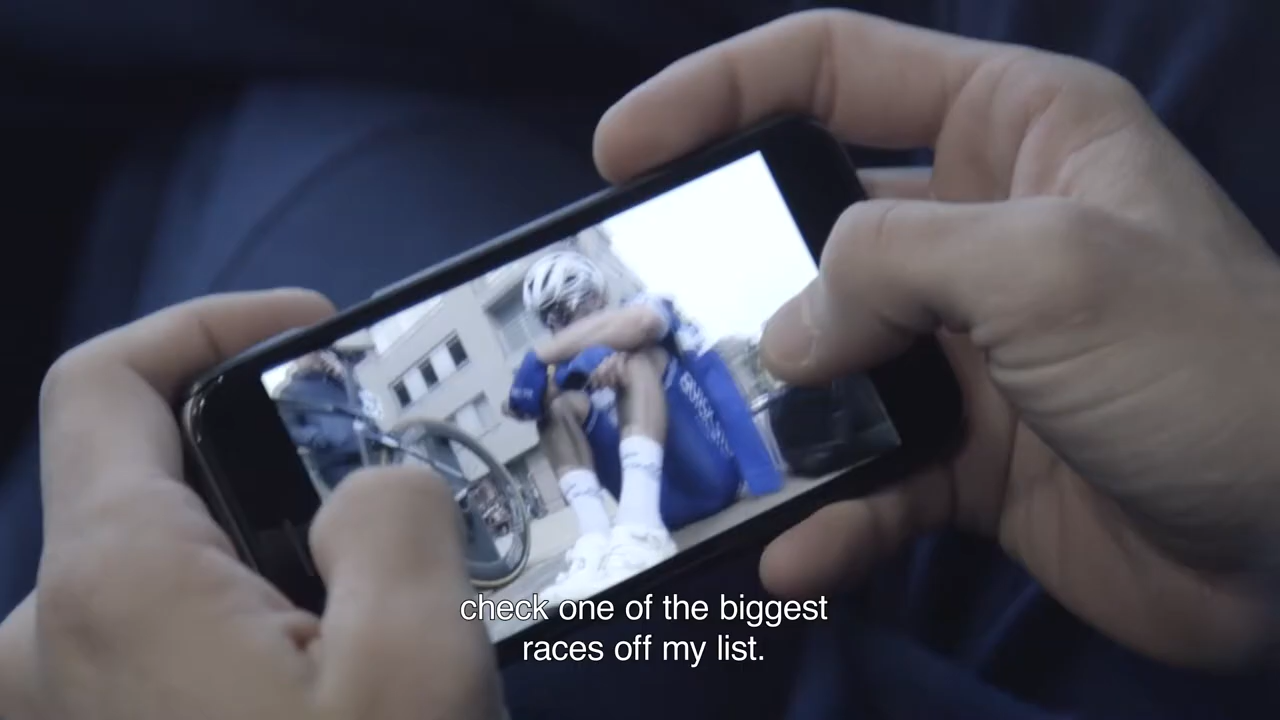 check one of the biggest
races off my list.